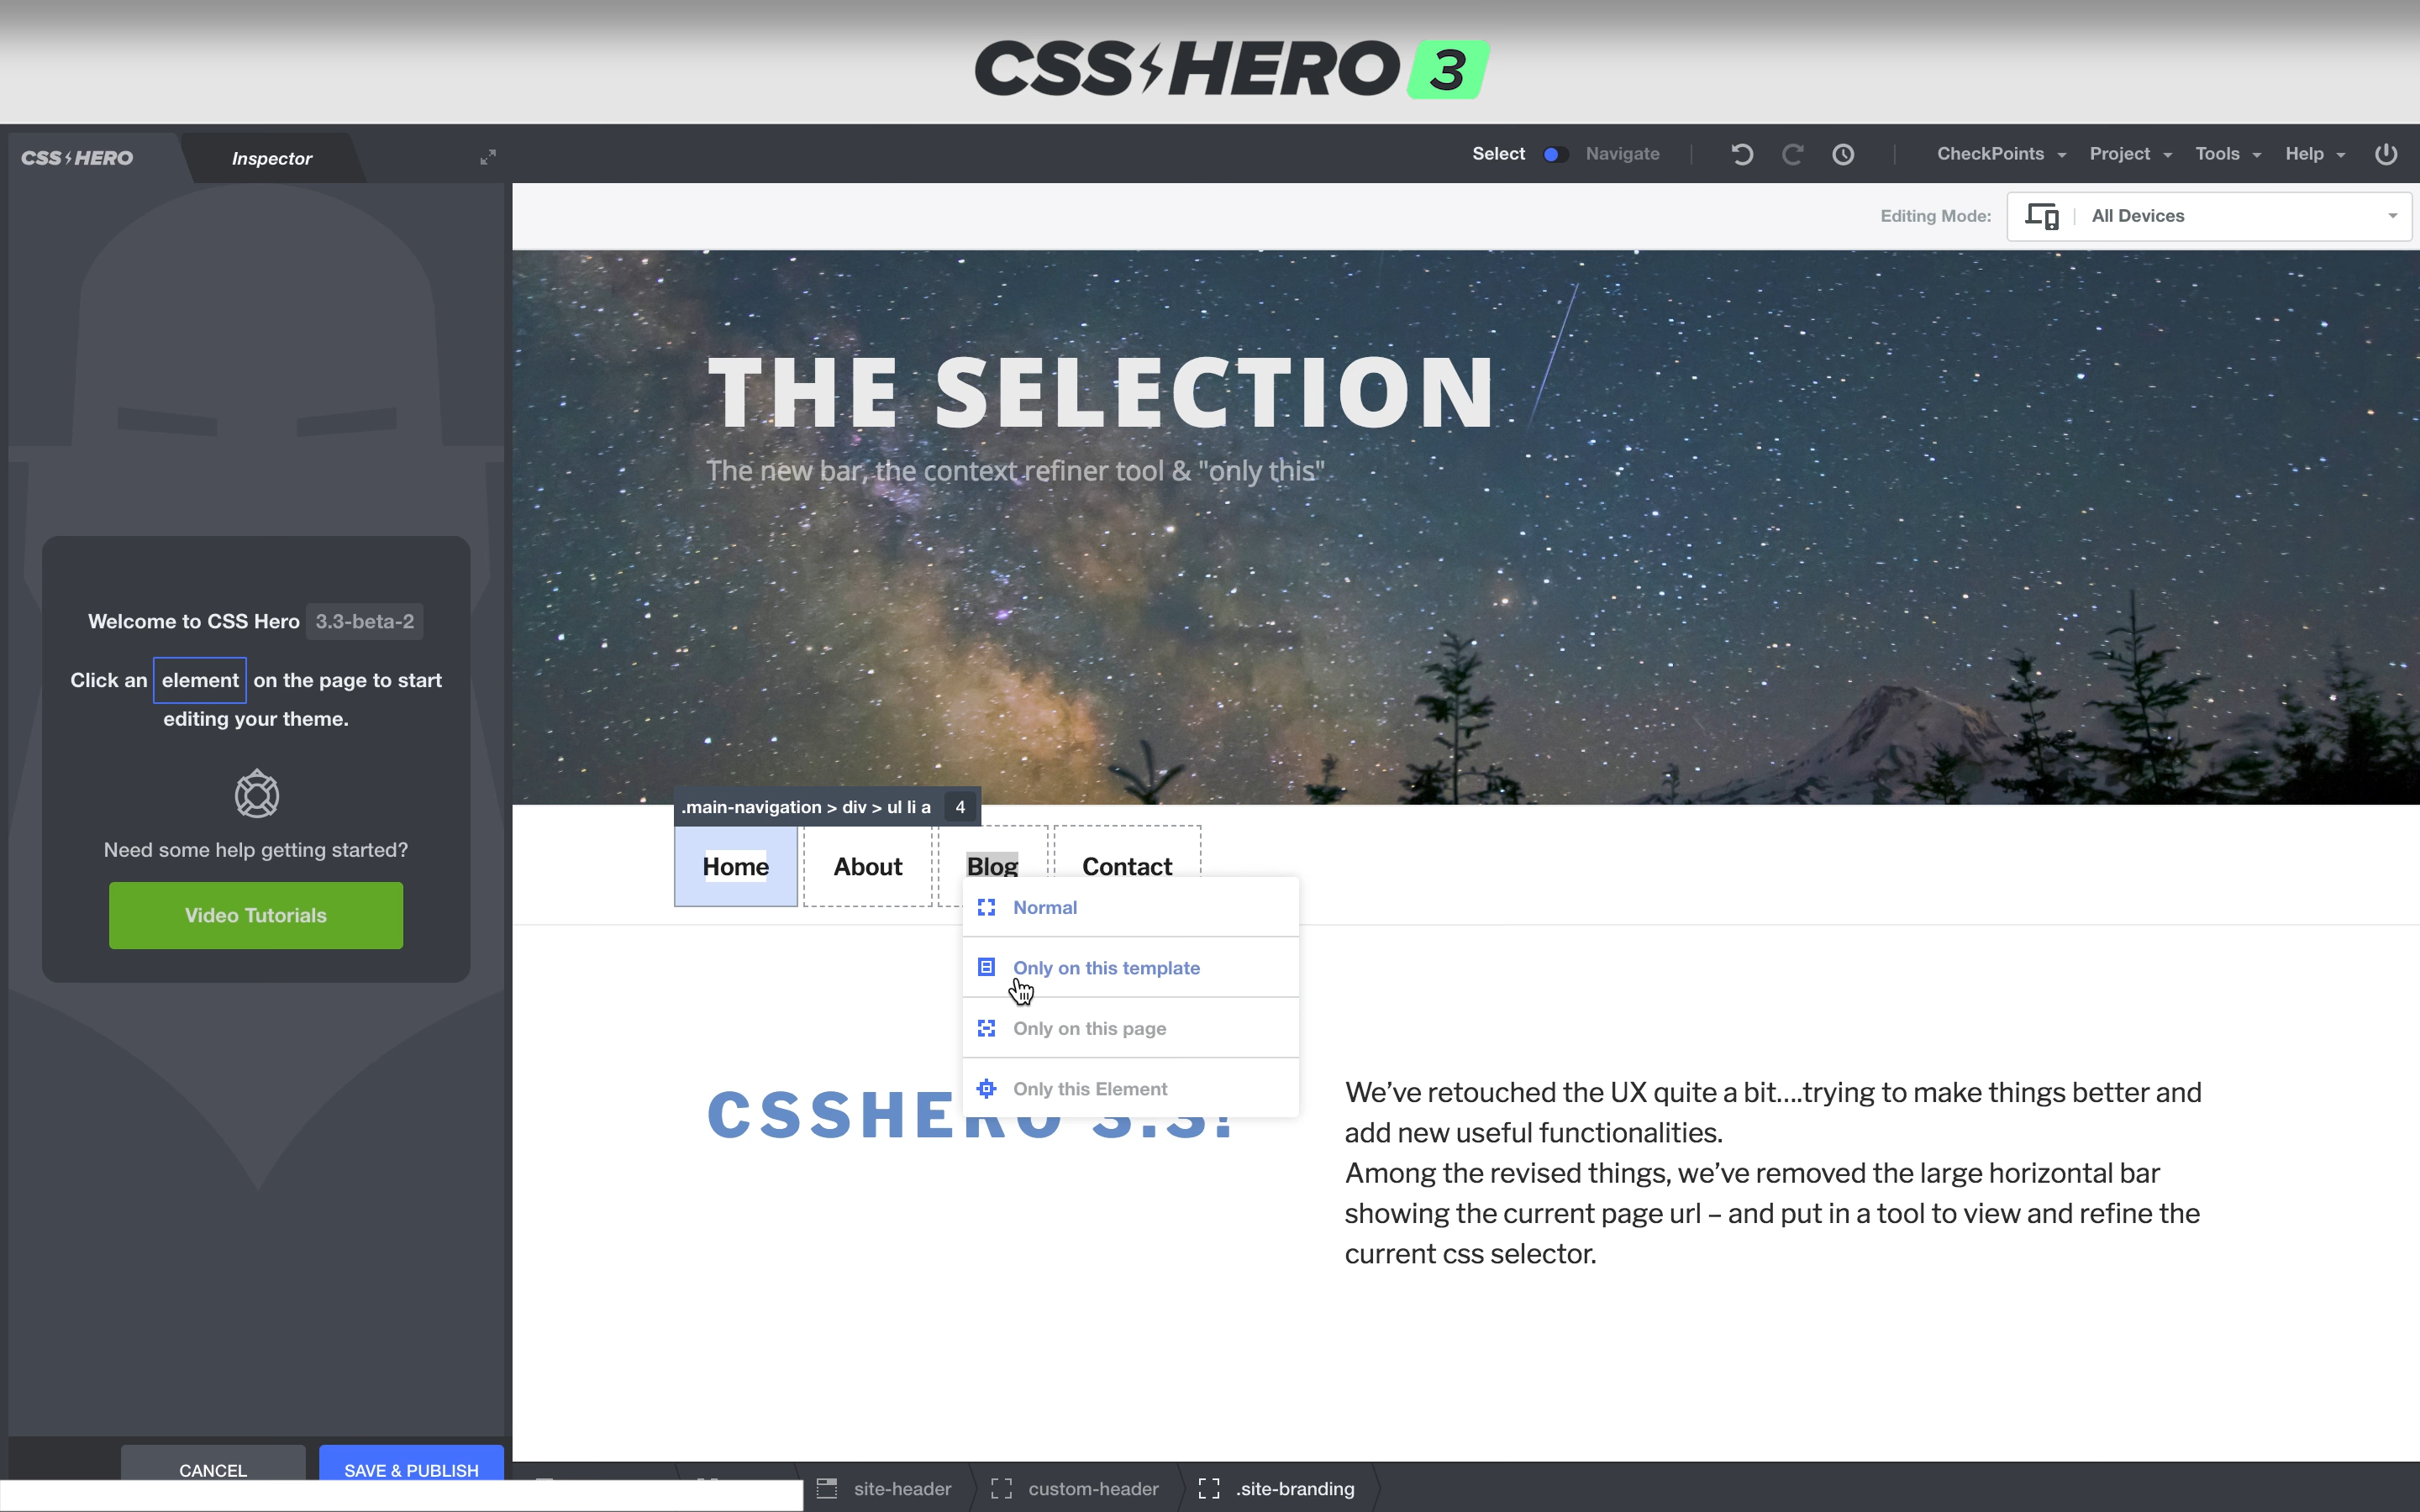 CSS HERO 3
CSS HERO
Inspector
Select
Navigate
CheckPoints
Project
Tools
Help
Editing Mode:
All Devices
THE SELECTION
The new bar, the context refiner tool & "only this"
Welcome to CSS Hero 3.3-beta-2
Click an element on the page to start
editing your theme.
Need some help getting started?
Video Tutorials
.main-navigation > div > ul li a 4
Home
About
Blog
Contact
Normal
Only on this template
Only on this page
Only this Element
CSSHERO 3.3!
We’ve retouched the UX quite a bit....trying to make things better and
add new useful functionalities.
Among the revised things, we’ve removed the large horizontal bar
showing the current page url – and put in a tool to view and refine the
current css selector.
CANCEL
SAVE & PUBLISH
site-header
custom-header
.site-branding